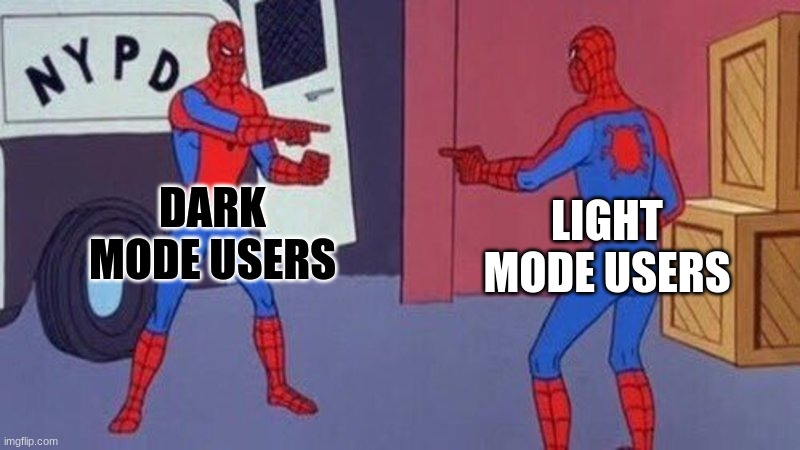 NYPD
DARK
MODE USERS
LIGHT
MODE USERS
imgflip.com